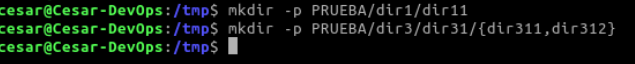 cesar@Cesar-DevOps:/tmp$ mkdir -p PRUEBA/dir1/dir11
cesar@Cesar-DevOps:/tmp$ mkdir -p PRUEBA/dir3/dir31/{dir311,dir312}
cesar@Cesar-DevOps:/tmp$